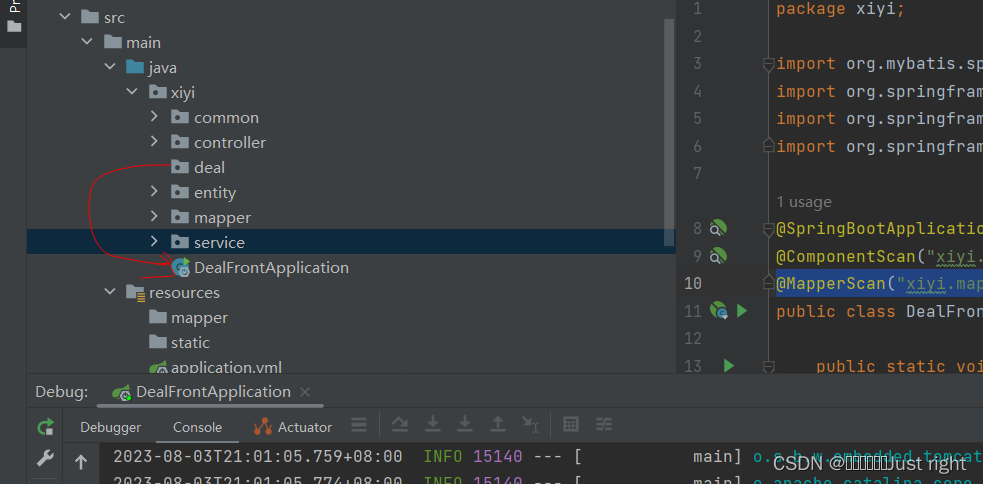 Pr
src
main
java
xiyi
common
controller
deal
entity
mapper
service
DealFrontApplication
resources
mapper
static
application.yml
1 package xiyi;
2
3 import org.mybatis.sp
4 import org.springfram
5 import org.springfram
6 import org.springfram
7
1 usage
8 @SpringBootApplicatio
9 @ComponentScan("xiyi.
10 @MapperScan("xiyi.map
11 public class DealFron
12
13 public static voi
Debug: DealFrontApplication
Debugger Console Actuator
2023-08-03T21:01:05.759+08:00 INFO 15140 --- [ main] o.s.b.w.embedded.tomcat
2023-08-03T21:01:05.774+08:00 INFO 15140 --- [ main] o.apache.catalina.core
CSDN @Just right